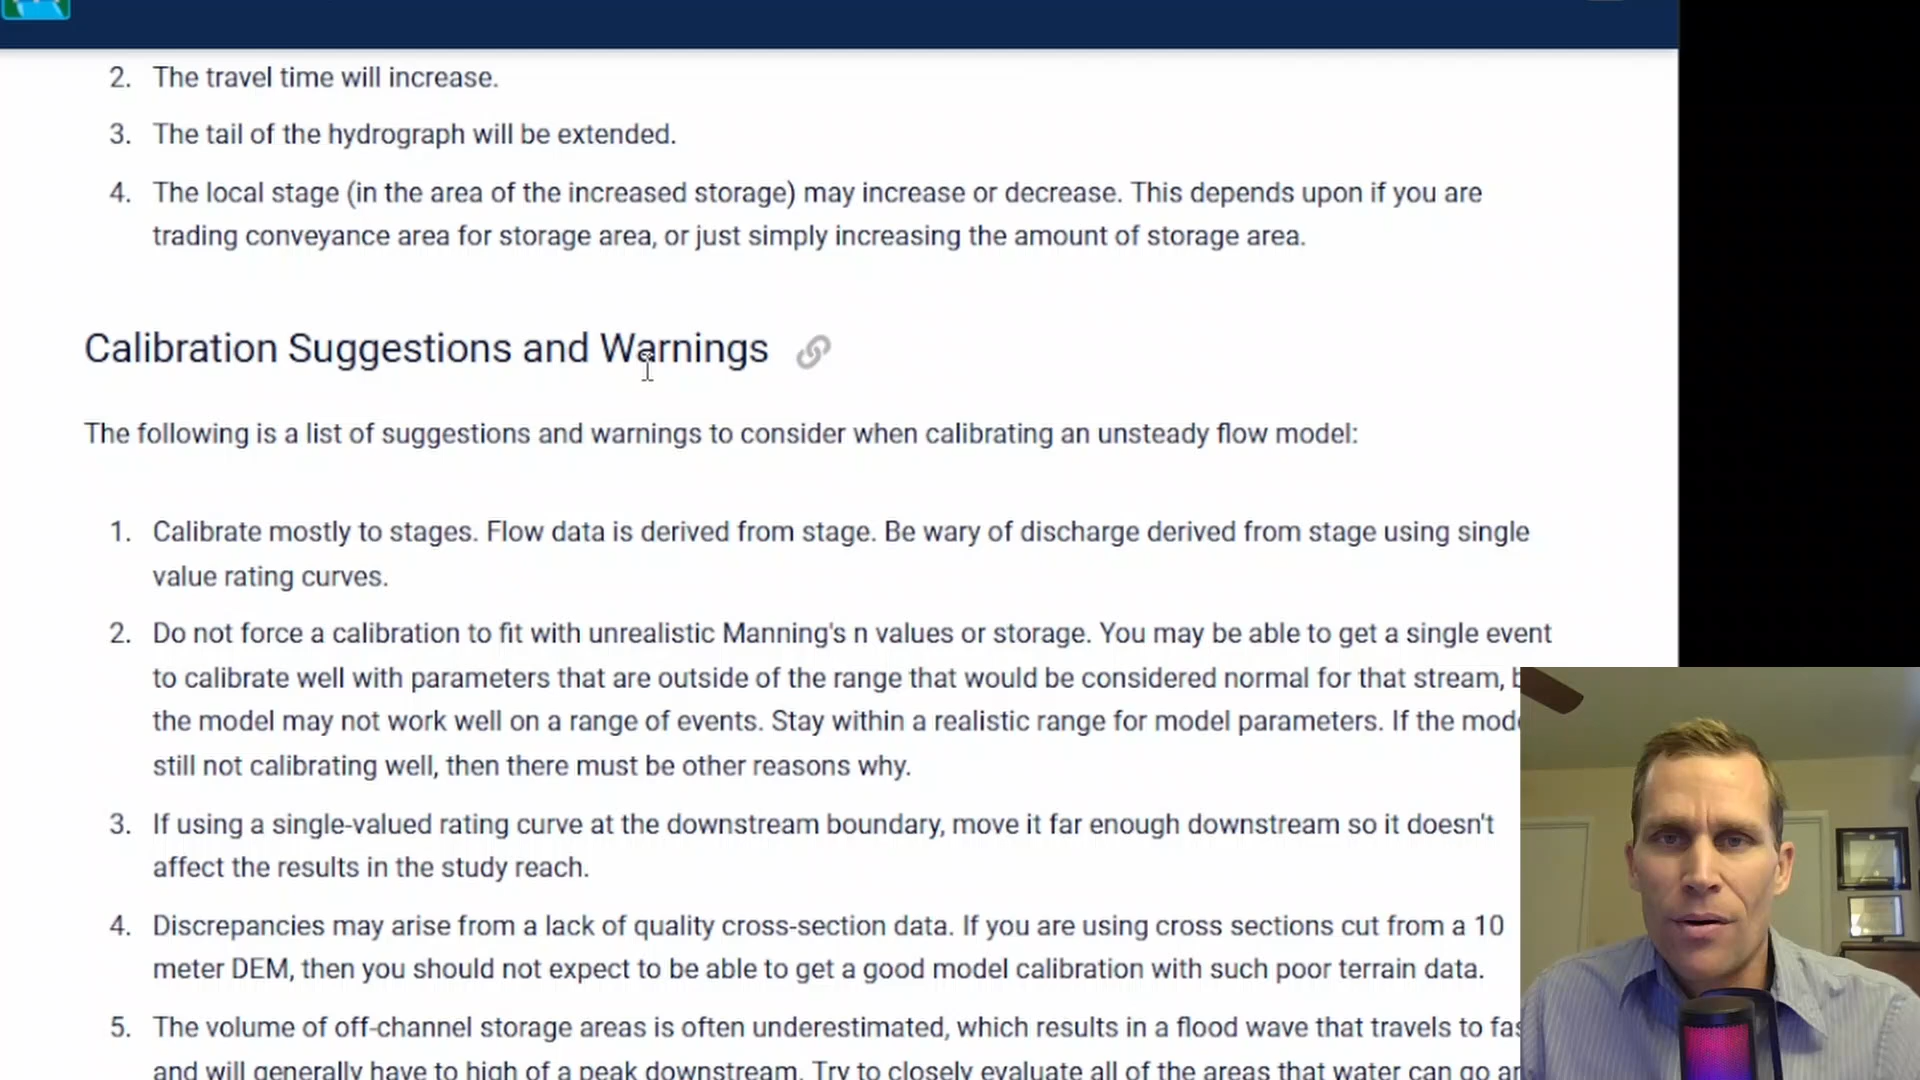 2. The travel time will increase.
3. The tail of the hydrograph will be extended.
4. The local stage (in the area of the increased storage) may increase or decrease. This depends upon if you are
trading conveyance area for storage area, or just simply increasing the amount of storage area.
Calibration Suggestions and Warnings
The following is a list of suggestions and warnings to consider when calibrating an unsteady flow model:
1. Calibrate mostly to stages. Flow data is derived from stage. Be wary of discharge derived from stage using single
value rating curves.
2. Do not force a calibration to fit with unrealistic Manning's n values or storage. You may be able to get a single event
to calibrate well with parameters that are outside of the range that would be considered normal for that stream,
the model may not work well on a range of events. Stay within a realistic range for model parameters. If the
still not calibrating well, then there must be other reasons why.
3. If using a single-valued rating curve at the downstream boundary, move it far enough downstream so it doesn't
affect the results in the study reach.
4. Discrepancies may arise from a lack of quality cross-section data. If you are using cross sections cut from a 10
meter DEM, then you should not expect to be able to get a good model calibration with such poor terrain data.
5. The volume of off-channel storage areas is often underestimated, which results in a flood wave that travels to
and will generally have to high of a peak downstream. Try to closely evaluate all of the areas that water can go